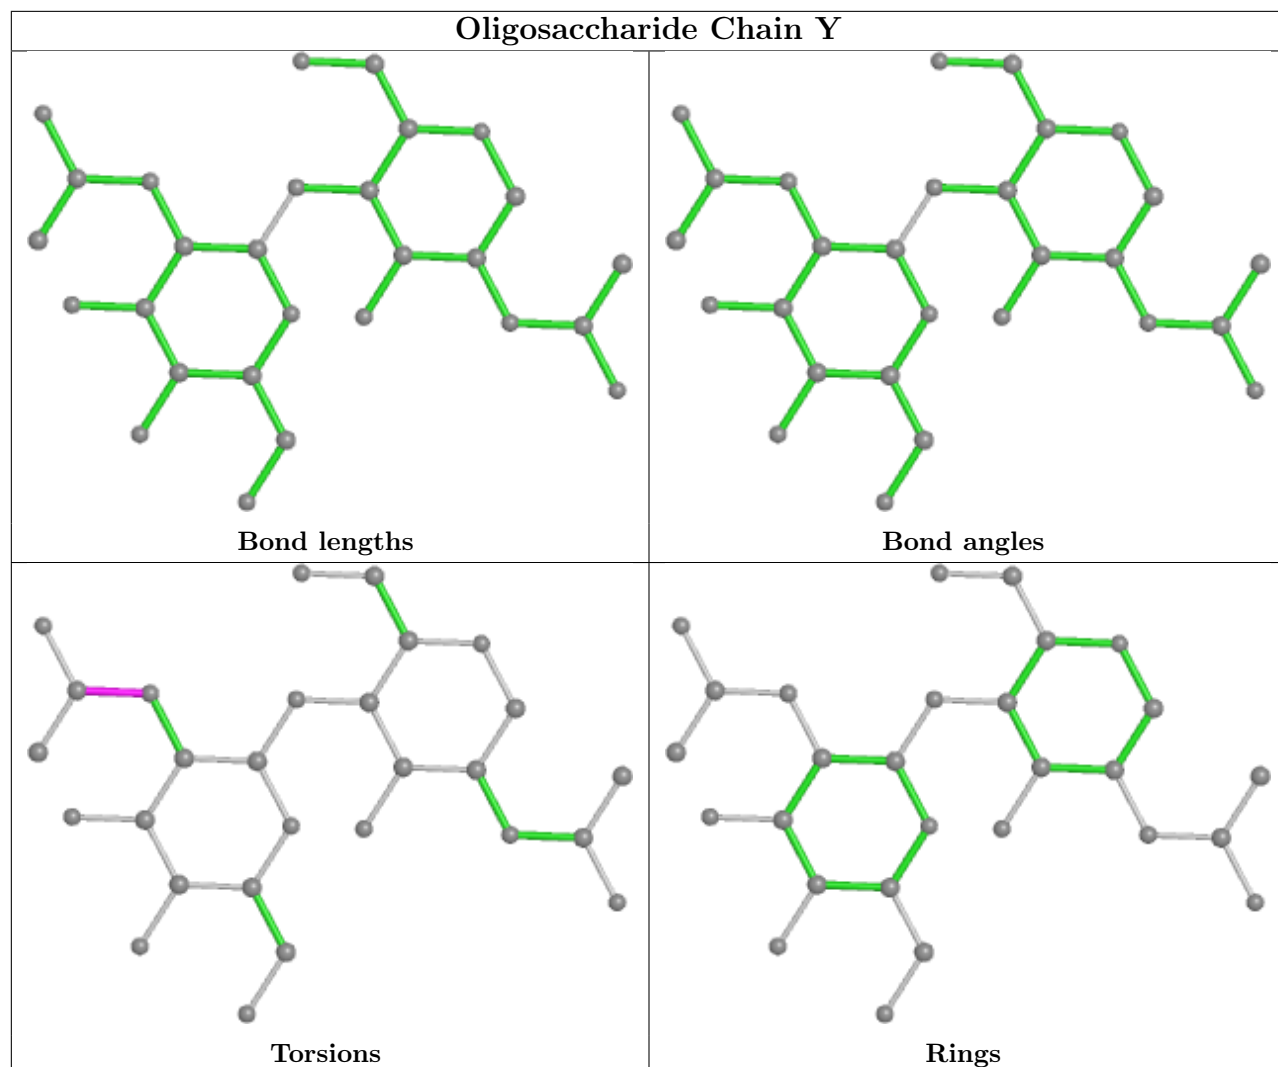 Oligosaccharide Chain Y
Bond lengths
Bond angles
Torsions
Rings